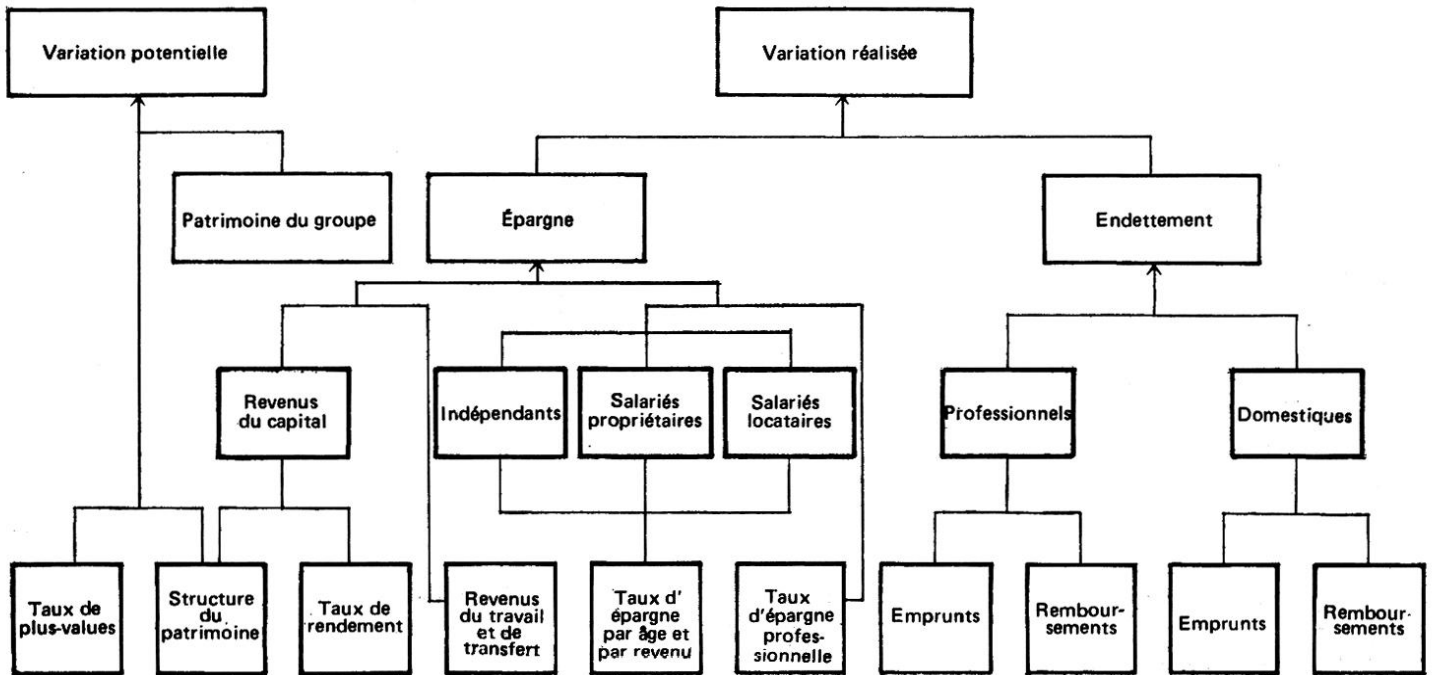 Variation potentielle
Variation réalisée
Patrimoine du groupe
Épargne
Endettement
Revenus
du capital
Indépendants
Salariés
propriétaires
Salariés
locataires
Professionnels
Domestiques
Taux de
plus-values
Structure
du
patrimoine
Taux de
rendement
Revenus
du travail
et de
transfert
Taux d'
épargne
par âge et
par revenu
Taux
d'épargne
profes-
sionnelle
Emprunts
Rembour-
sements
Emprunts
Rembour-
sements